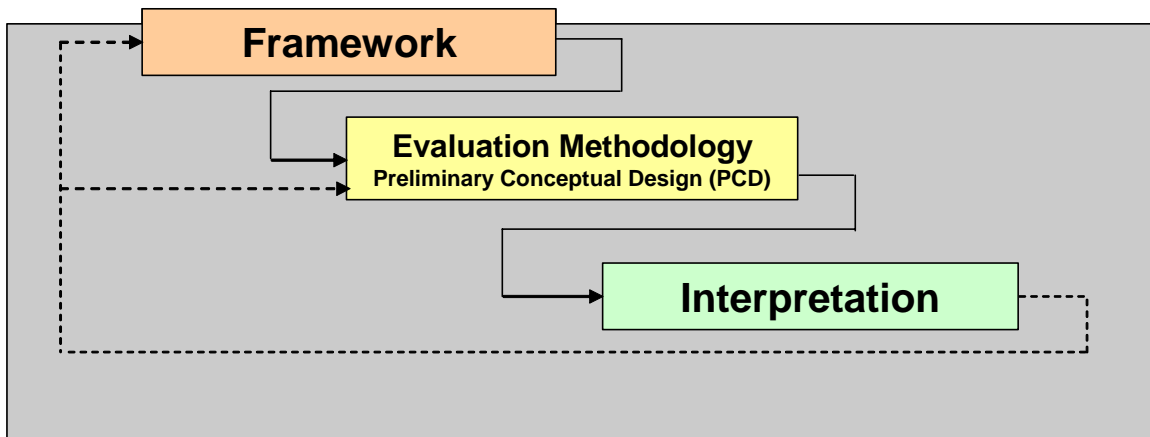 Framework
Evaluation Methodology
Preliminary Conceptual Design (PCD)
Interpretation